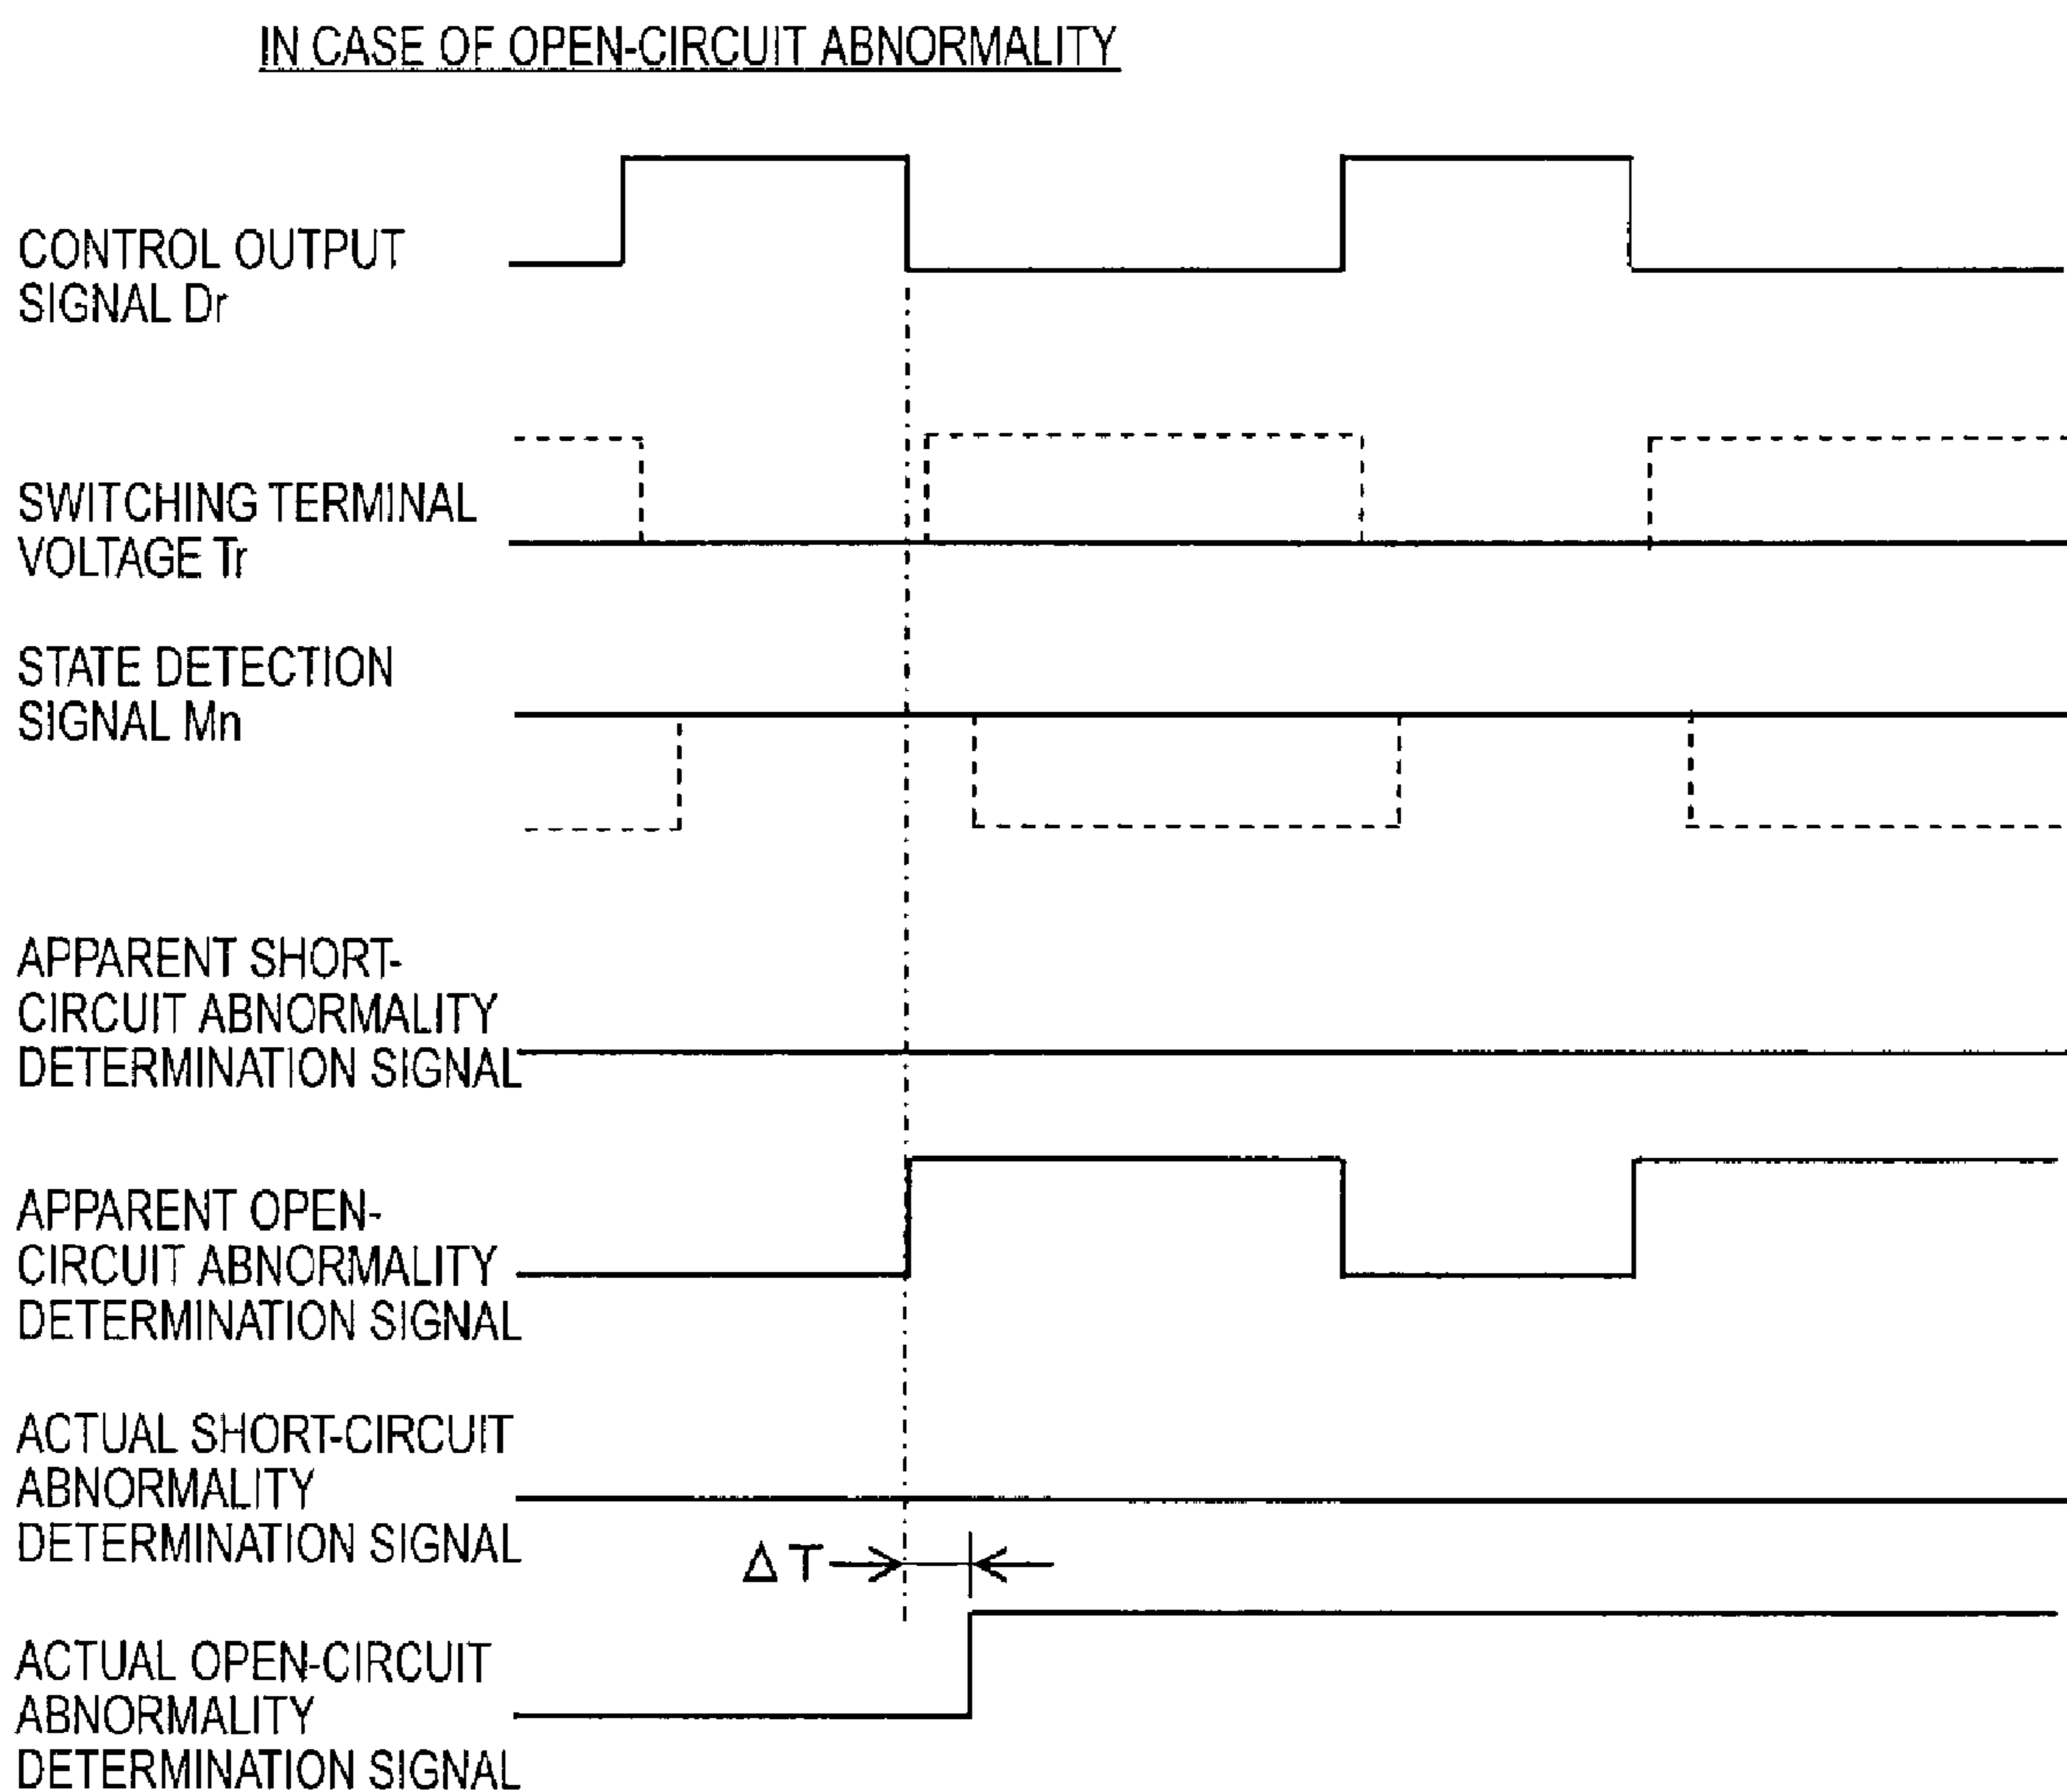 IN CASE OF OPEN-CIRCUIT ABNORMALITY
CONTROL OUTPUT
SIGNAL Dr
SWITCHING TERMINAL
VOLTAGE Tr
STATE DETECTION
SIGNAL Mn
APPARENT SHORT-
CIRCUIT ABNORMALITY
DETERMINATION SIGNAL
APPARENT OPEN-
CIRCUIT ABNORMALITY
DETERMINATION SIGNAL
ACTUAL SHORT-CIRCUIT
ABNORMALITY
DETERMINATION SIGNAL
ΔT
ACTUAL OPEN-CIRCUIT
ABNORMALITY
DETERMINATION SIGNAL